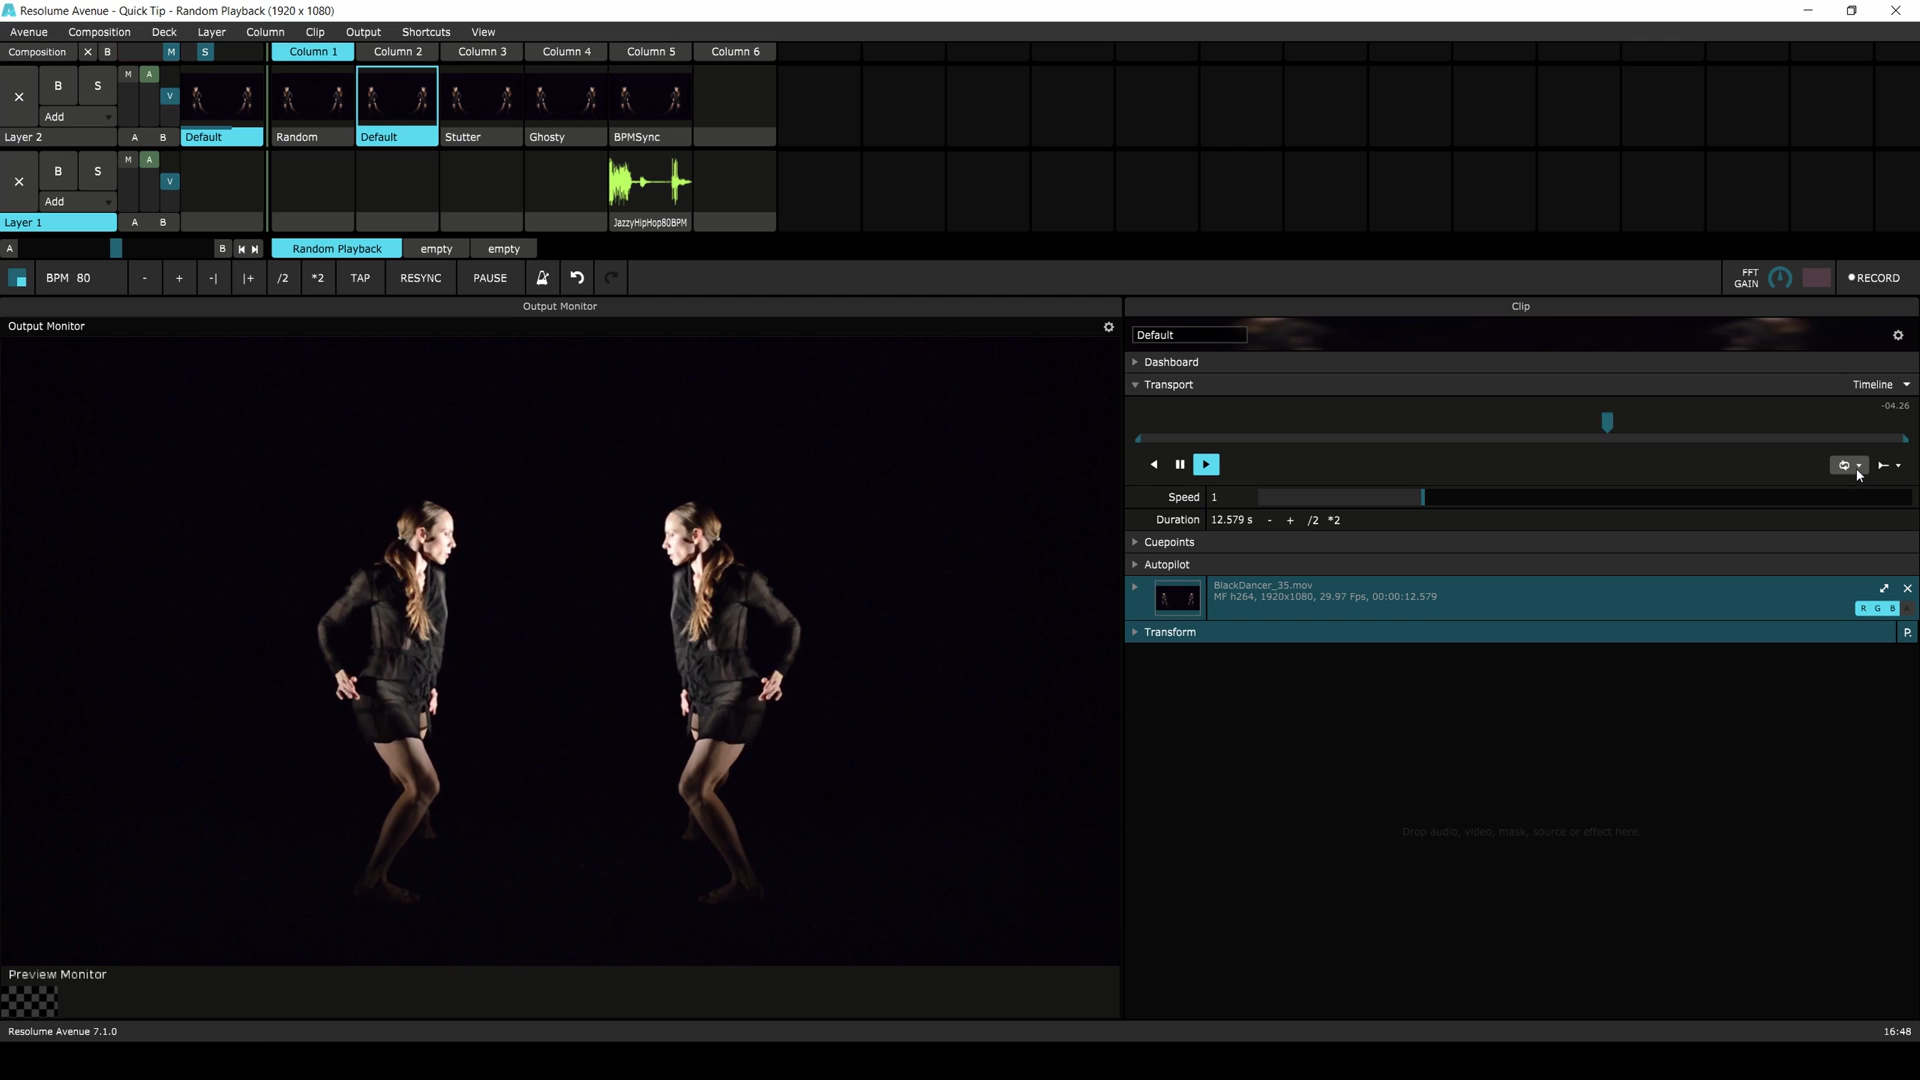 Resolume Avenue - Quick Tip - Random Playback (1920 x 1080)
Avenue Composition Deck Layer Column Clip Output Shortcuts View
Composition B M S Column 1 Column 2 Column 3 Column 4 Column 5 Column 6
B S M A V
Add
Layer 2 A B Default Random Default Stutter Ghosty BPMSync
B S M A V
Add
Layer 1 A B JazzyHipHop80BPM
A B Random Playback empty empty
BPM 80 - + -| |+ /2 *2 TAP RESYNC PAUSE FFT GAIN RECORD
Output Monitor Clip
Output Monitor
Default
Dashboard
Transport Timeline
-04.26
Speed 1
Duration 12.579 s - + /2 *2
Cuepoints
Autopilot
BlackDancer_35.mov
MF h264, 1920x1080, 29.97 Fps, 00:00:12.579
R G B A
Transform P.
Drop audio, video, mask, source or effect here.
Preview Monitor
Resolume Avenue 7.1.0 16:48